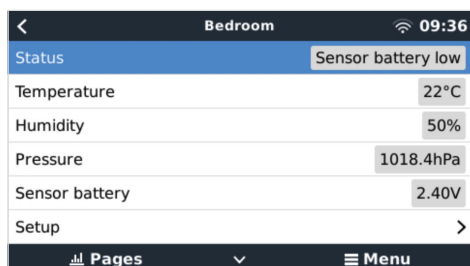 Bedroom 09:36
Status Sensor battery low
Temperature 22°C
Humidity 50%
Pressure 1018.4hPa
Sensor battery 2.40V
Setup
Pages Menu